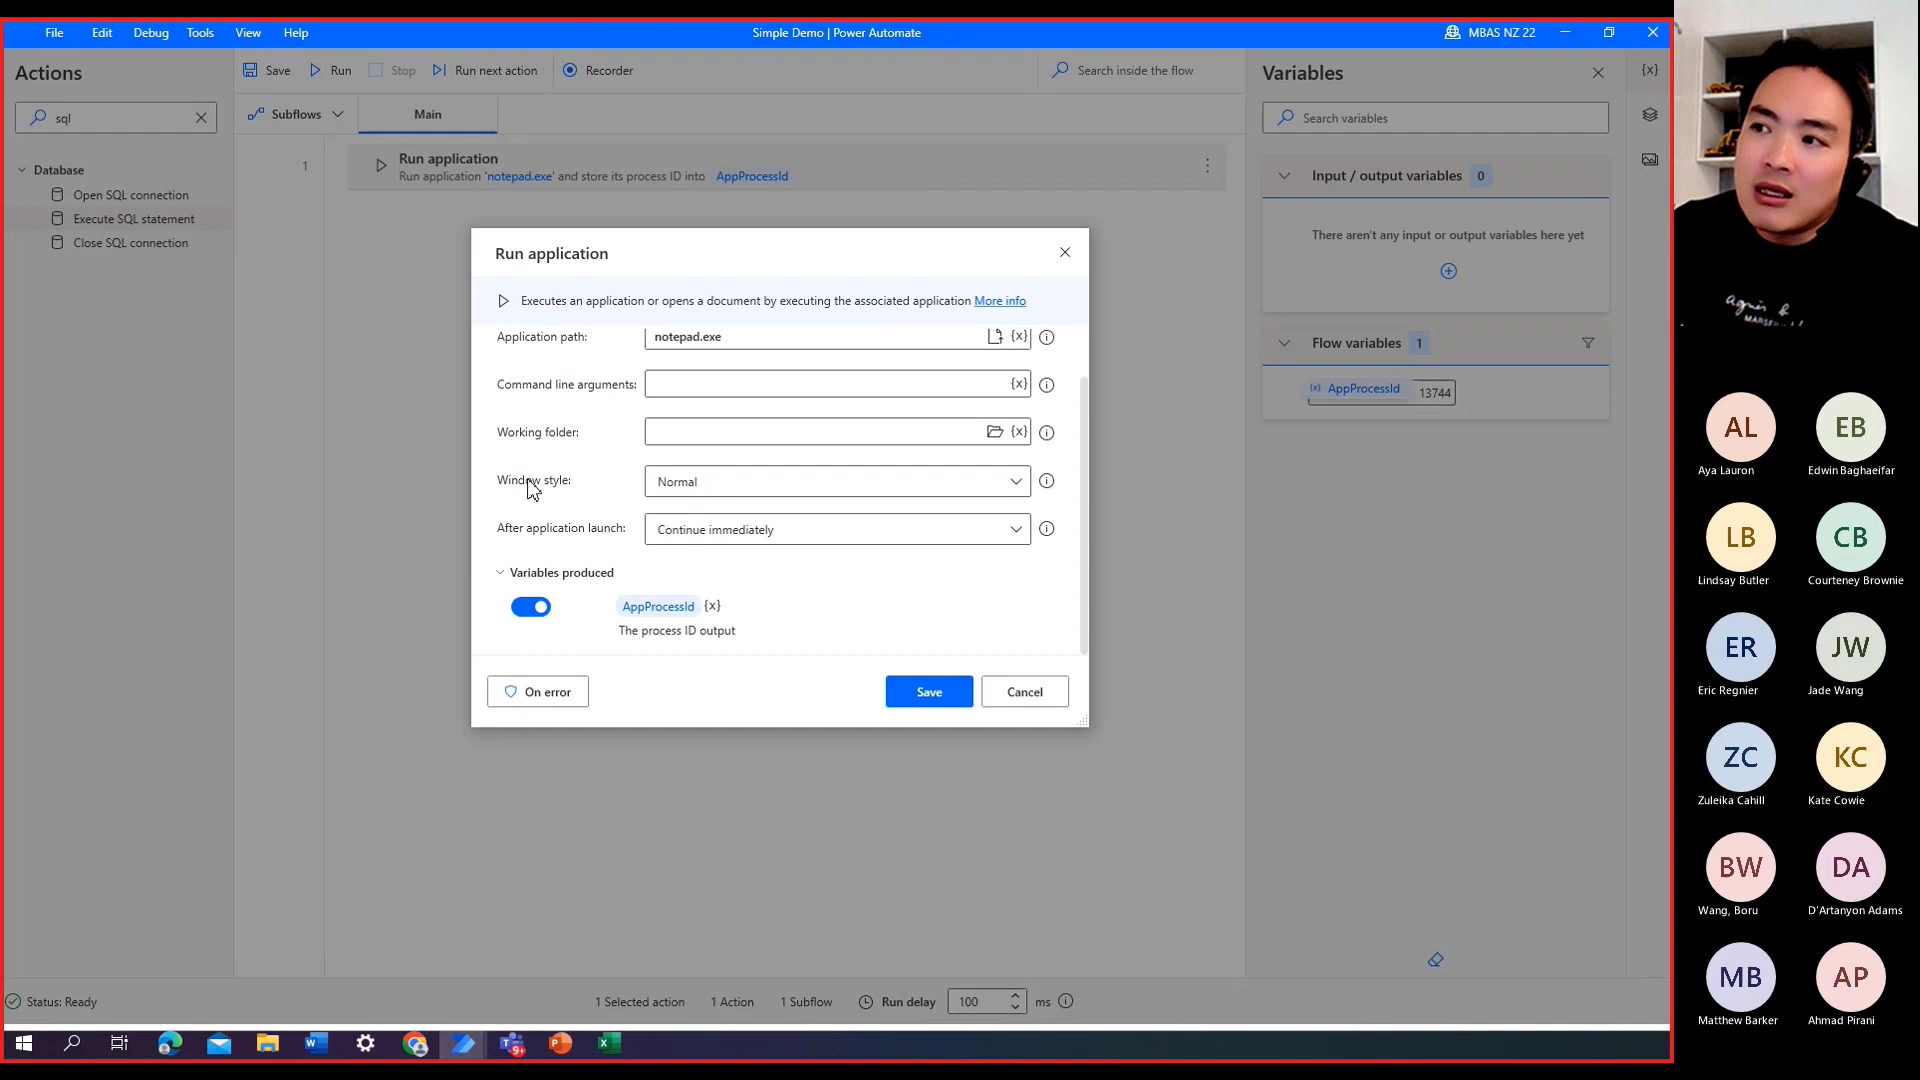 File Edit Debug Tools View Help
Simple Demo | Power Automate
MBAS NZ 22
Actions
sql
Database
Open SQL connection
Execute SQL statement
Close SQL connection
Save Run Stop Run next action Recorder
Search inside the flow
Subflows
Main
1
Run application
Run application 'notepad.exe' and store its process ID into AppProcessId
Run application
Executes an application or opens a document by executing the associated application More info
Application path: notepad.exe {x}
Command line arguments: {x}
Working folder: {x}
Window style: Normal
After application launch: Continue immediately
Variables produced
AppProcessId {x}
The process ID output
On error
Save
Cancel
Variables
{x}
Search variables
Input / output variables 0
There aren't any input or output variables here yet
Flow variables 1
(x) AppProcessId 13744
Status: Ready
1 Selected action 1 Action 1 Subflow Run delay 100 ms
9+
agnès b
AL
Aya Lauron
EB
Edwin Baghaeifar
LB
Lindsay Butler
CB
Courteney Brownie
ER
Eric Regnier
JW
Jade Wang
ZC
Zuleika Cahill
KC
Kate Cowie
BW
Wang, Boru
DA
D'Artanyon Adams
MB
Matthew Barker
AP
Ahmad Pirani